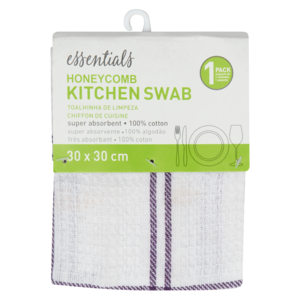 essentials
HONEYCOMB
KITCHEN SWAB
TOALHINHA DE LIMPEZA
CHIFFON DE CUISINE
super absorbent • 100% cotton
super absorvente • 100% algodão
très absorbant • 100% coton
30 x 30 cm
1 PACK